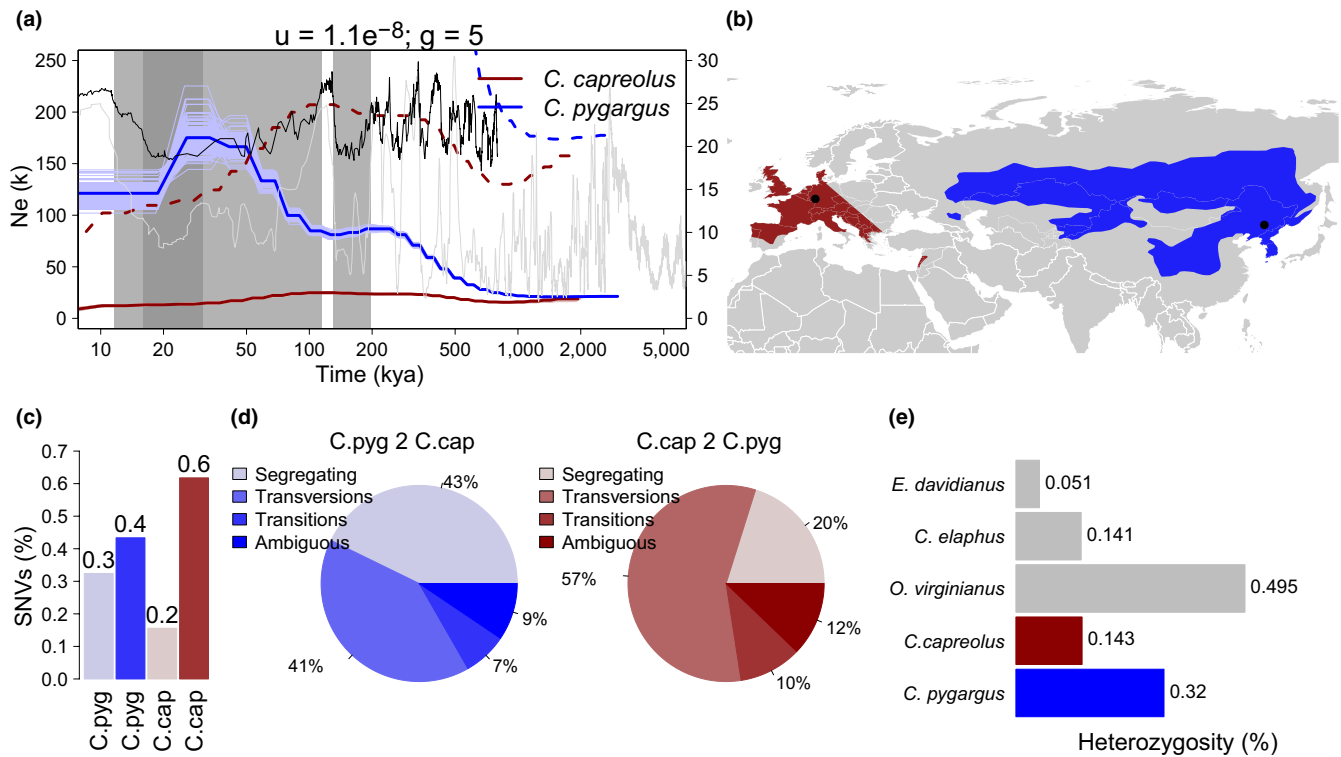 (a)
u = 1.1e⁻⁸; g = 5
250
200
150
100
50
0
Ne (k)
30
25
20
15
10
5
0
C. capreolus
C. pygargus
10 20 50 100 200 500 1,000 2,000 5,000
Time (kya)
(b)
(c)
SNVs (%)
0.7
0.6
0.5
0.4
0.3
0.2
0.1
0.0
0.3
0.4
0.2
0.6
C.pyg
C.pyg
C.cap
C.cap
(d)
C.pyg 2 C.cap
Segregating
Transversions
Transitions
Ambiguous
43%
41%
7%
9%
C.cap 2 C.pyg
Segregating
Transversions
Transitions
Ambiguous
20%
57%
10%
12%
(e)
E. davidianus 0.051
C. elaphus 0.141
O. virginianus 0.495
C.capreolus 0.143
C. pygargus 0.32
Heterozygosity (%)